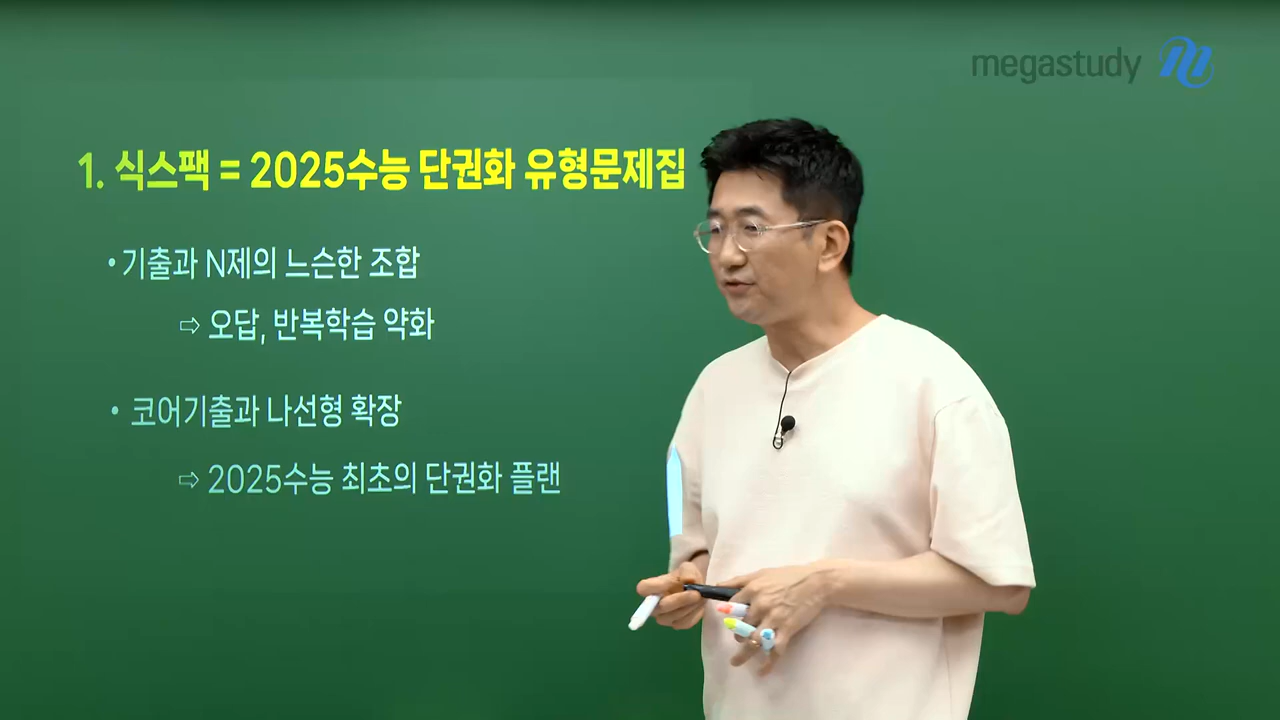 megastudy
1. 식스팩 = 2025수능 단권화 유형문제집
• 기출과 N제의 느슨한 조합
⇨ 오답, 반복학습 약화
• 코어기출과 나선형 확장
⇨ 2025수능 최초의 단권화 플랜